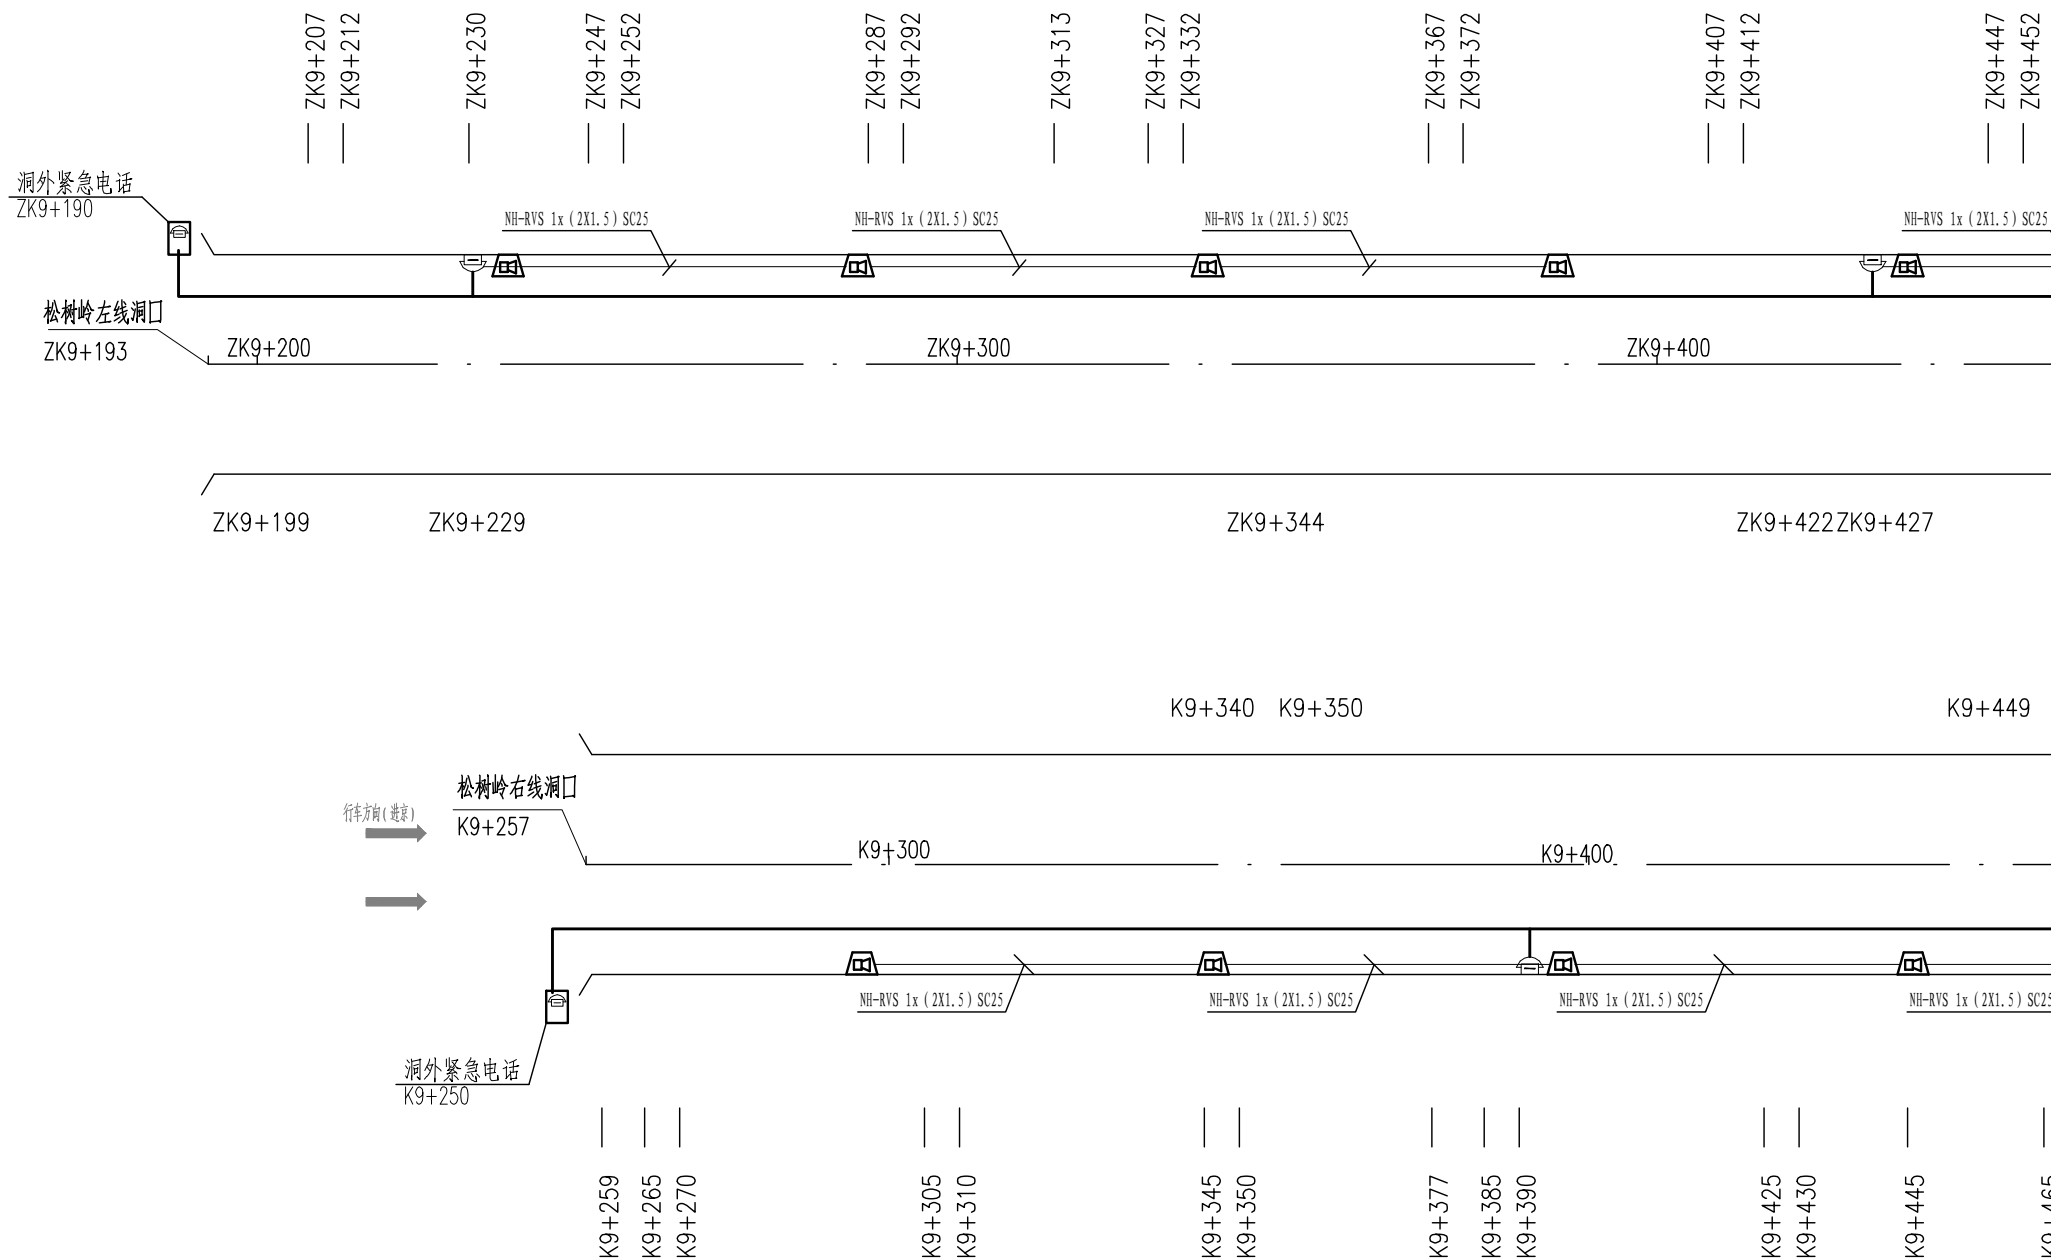 ZK9+207
ZK9+212
ZK9+230
ZK9+247
ZK9+252
ZK9+287
ZK9+292
ZK9+313
ZK9+327
ZK9+332
ZK9+367
ZK9+372
ZK9+407
ZK9+412
ZK9+447
ZK9+452
洞外紧急电话
ZK9+190
NH-RVS 1x(2X1.5)SC25
NH-RVS 1x(2X1.5)SC25
NH-RVS 1x(2X1.5)SC25
NH-RVS 1x(2X1.5)SC25
松树岭左线洞口
ZK9+193
ZK9+200
ZK9+300
ZK9+400
ZK9+199
ZK9+229
ZK9+344
ZK9+422
ZK9+427
K9+340
K9+350
K9+449
松树岭右线洞口
K9+257
行车方向(进京)
K9+300
K9+400
NH-RVS 1x(2X1.5)SC25
NH-RVS 1x(2X1.5)SC25
NH-RVS 1x(2X1.5)SC25
NH-RVS 1x(2X1.5)SC25
洞外紧急电话
K9+250
K9+259
K9+265
K9+270
K9+305
K9+310
K9+345
K9+350
K9+377
K9+385
K9+390
K9+425
K9+430
K9+445
K9+465